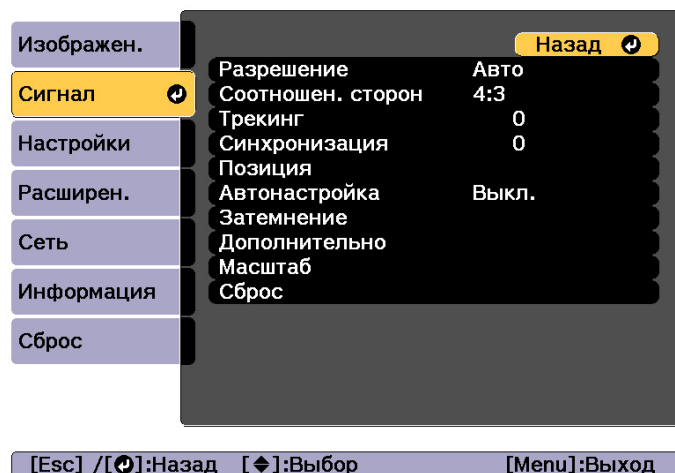 Изображен.
Сигнал
Настройки
Расширен.
Сеть
Информация
Сброс
Назад
Разрешение Авто
Соотношен. сторон 4:3
Трекинг 0
Синхронизация 0
Позиция
Автонастройка Выкл.
Затемнение
Дополнительно
Масштаб
Сброс
[Esc] /[]:Назад []:Выбор [Menu]:Выход